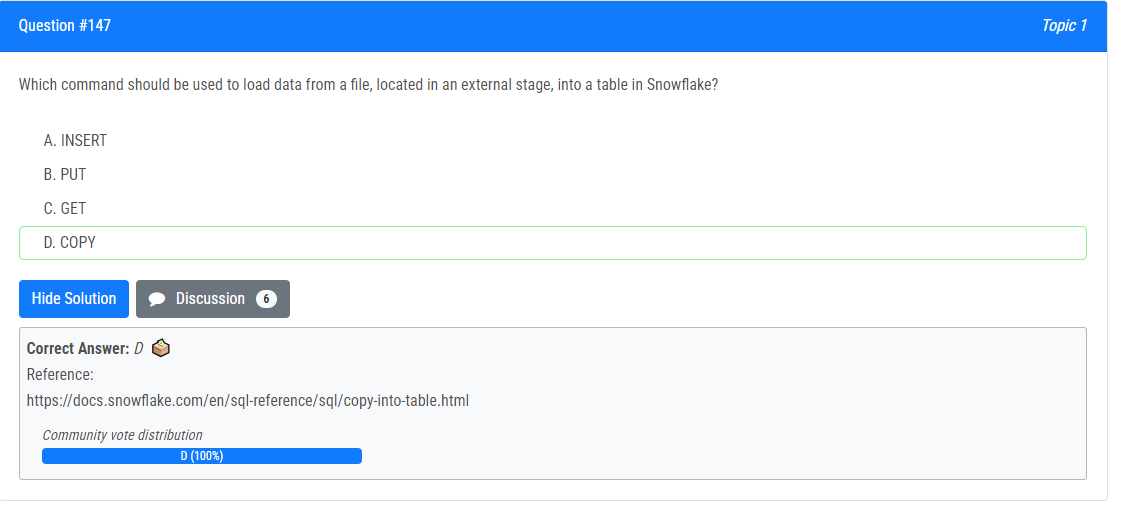 Question #147
Topic 1
Which command should be used to load data from a file, located in an external stage, into a table in Snowflake?
A. INSERT
B. PUT
C. GET
D. COPY
Hide Solution
Discussion 6
Correct Answer: D
Reference:
https://docs.snowflake.com/en/sql-reference/sql/copy-into-table.html
Community vote distribution
D (100%)